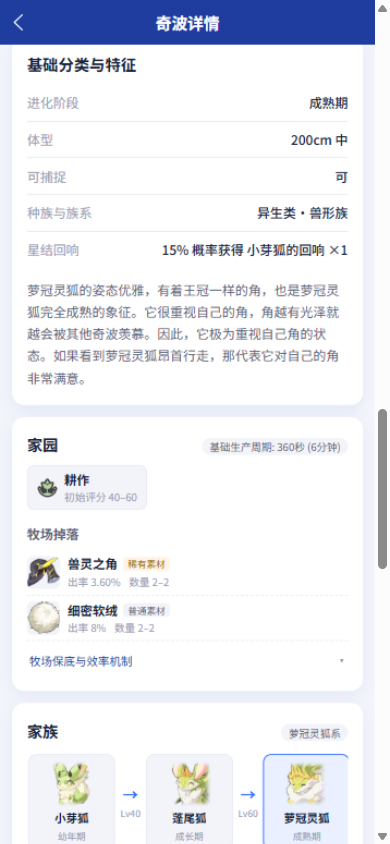 奇波详情
基础分类与特征
进化阶段 成熟期
体型 200cm 中
可捕捉 可
种族与族系 异生类・兽形族
星结回响 15% 概率获得 小芽狐的回响 ×1
萝冠灵狐的姿态优雅，有着王冠一样的角，也是萝冠灵
狐完全成熟的象征。它很重视自己的角，角越有光泽就
越会被其他奇波羡慕。因此，它极为重视自己角的状
态。如果看到萝冠灵狐昂首行走，那代表它对自己的角
非常满意。
家园 基础生产周期: 360秒 (6分钟)
耕作
初始评分 40–60
牧场掉落
兽灵之角 稀有素材
出率 3.60% 数量 2–2
细密软绒 普通素材
出率 8% 数量 2–2
牧场保底与效率机制
家族 萝冠灵狐系
小芽狐 → Lv40 蓬尾狐 → Lv60 萝冠灵狐
幼年期 成长期 成熟期